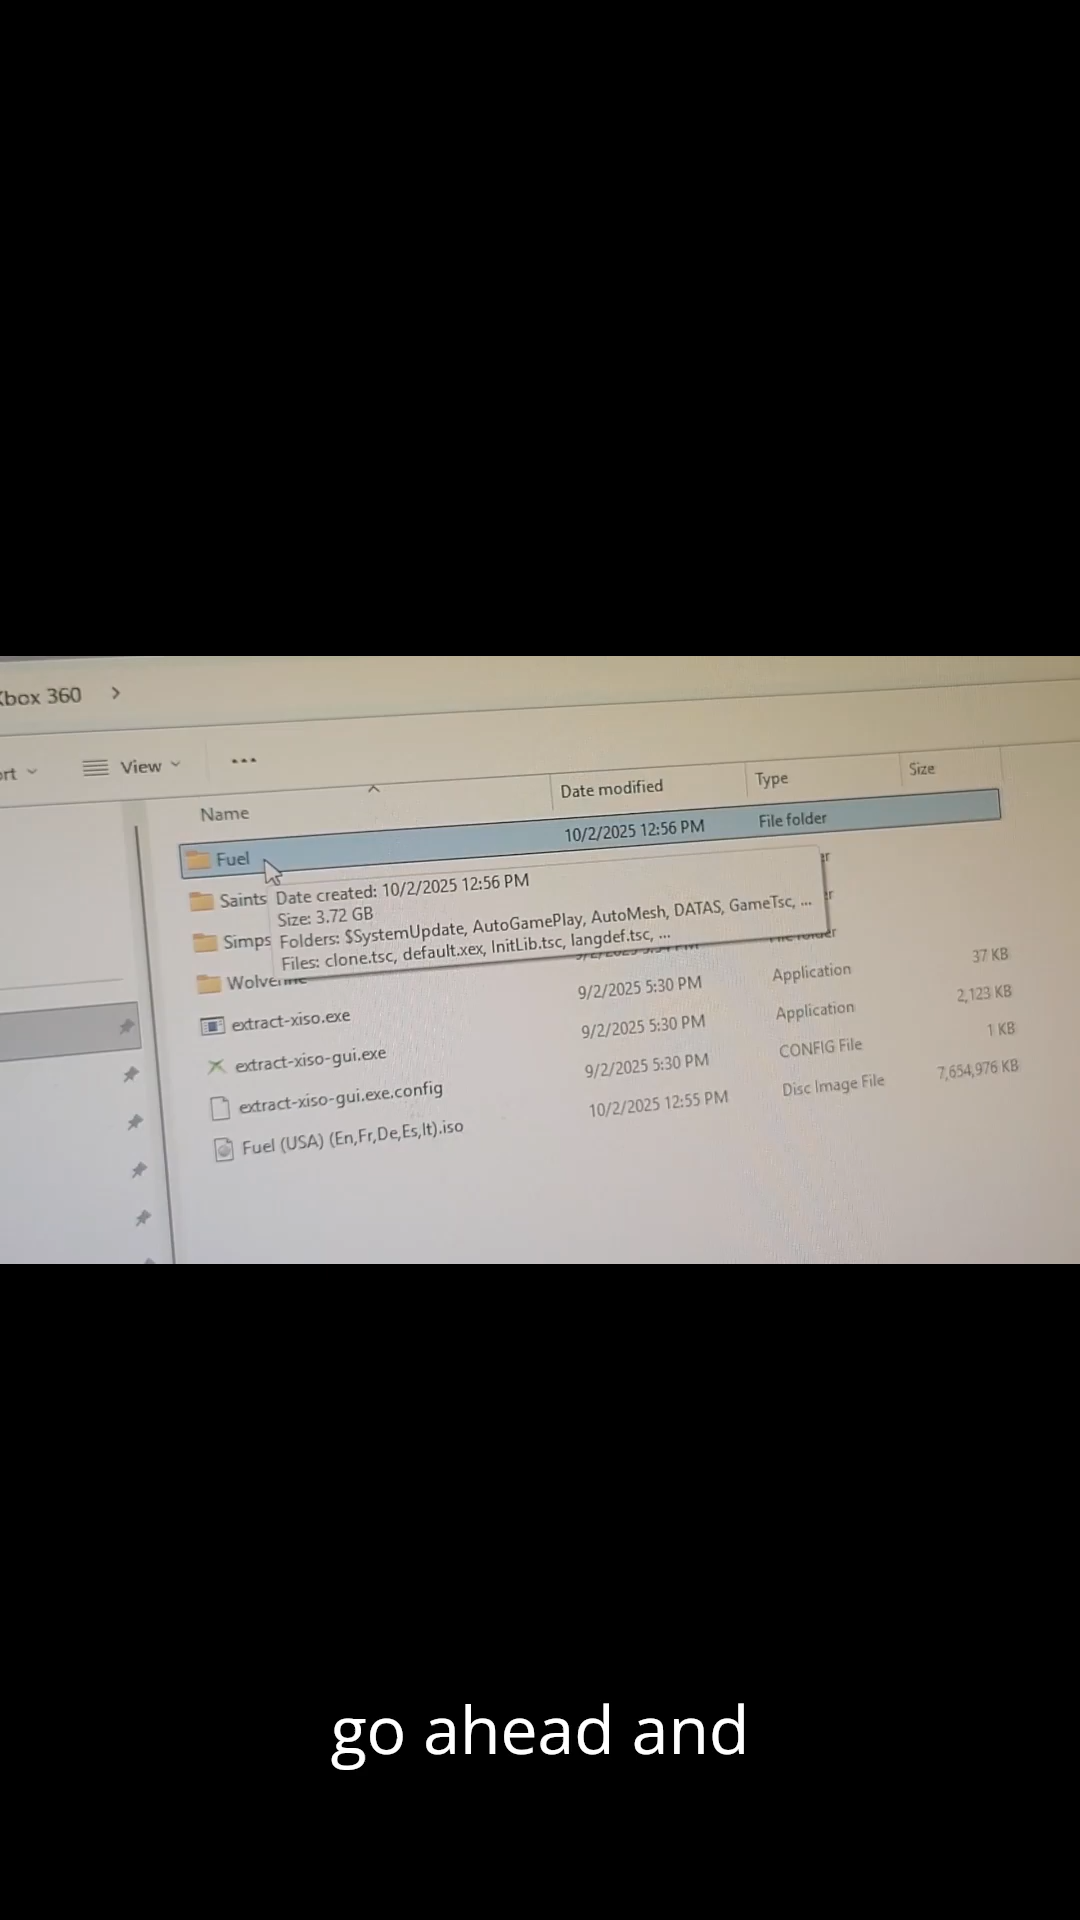 Xbox 360 >
View ...
Name Date modified Type Size
Fuel 10/2/2025 12:56 PM File folder
Saints
Simps
Date created: 10/2/2025 12:56 PM
Size: 3.72 GB
Folders: $SystemUpdate, AutoGamePlay, AutoMesh, DATAS, GameTsc, ...
Files: clone.tsc, default.xex, InitLib.tsc, langdef.tsc, ...
extract-xiso.exe 9/2/2025 5:30 PM Application 37 KB
extract-xiso-gui.exe 9/2/2025 5:30 PM Application 2,123 KB
extract-xiso-gui.exe.config 9/2/2025 5:30 PM CONFIG File 1 KB
Fuel (USA) (En,Fr,De,Es,It).iso 10/2/2025 12:55 PM Disc Image File 7,654,976 KB
go ahead and